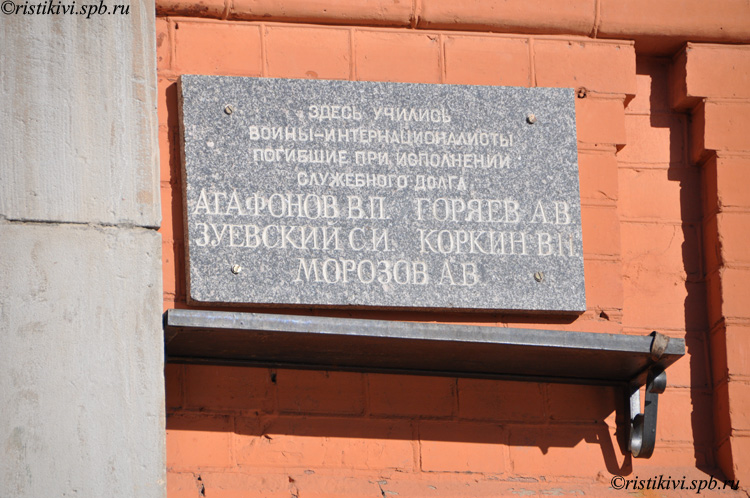 ©ristikivi.spb.ru
ЗДЕСЬ УЧИЛИСЬ
ВОИНЫ-ИНТЕРНАЦИОНАЛИСТЫ
ПОГИБШИЕ ПРИ ИСПОЛНЕНИИ
СЛУЖЕБНОГО ДОЛГА
АГАФОНОВ В.П. ГОРЯЕВ А.В.
ЗУЕВСКИЙ С.И. КОРКИН В.П.
МОРОЗОВ А.В.
©ristikivi.spb.ru